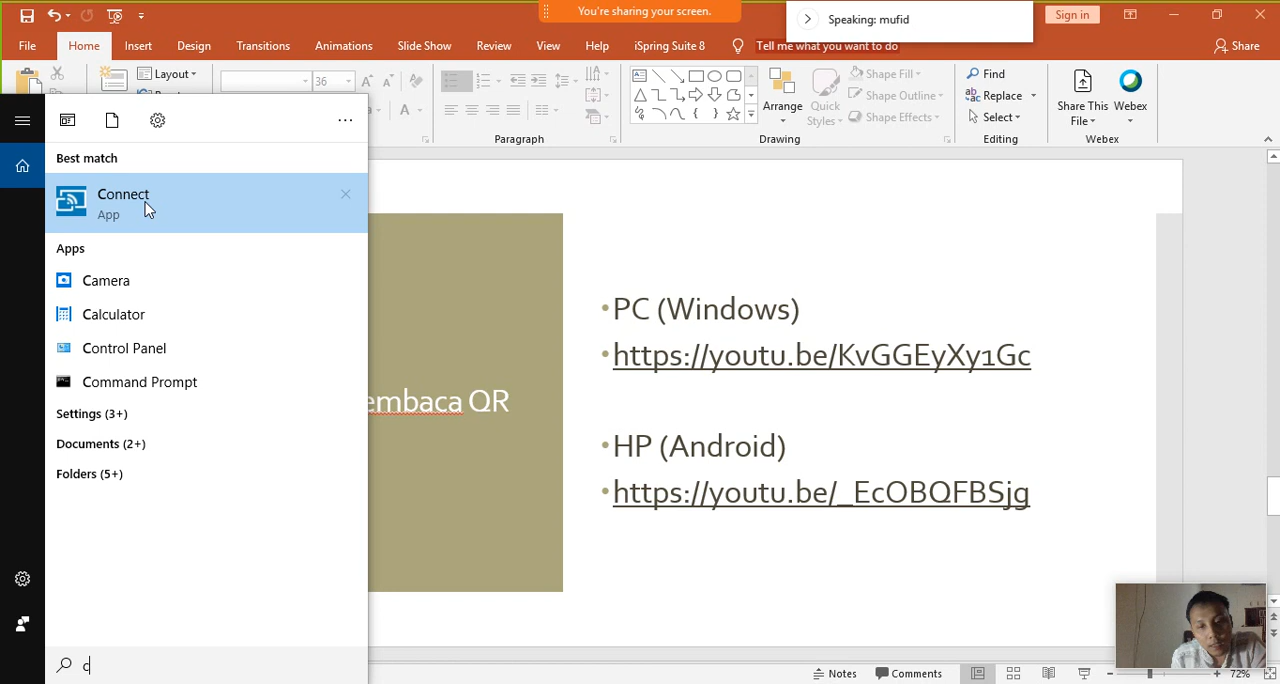 You're sharing your screen.
Speaking: mufid
Sign in
File
Home
Insert
Design
Transitions
Animations
Slide Show
Review
View
Help
iSpring Suite 8
Tell me what you want to do
Share
Layout
36
Paragraph
Arrange
Quick Styles
Shape Fill
Shape Outline
Shape Effects
Drawing
Find
Replace
Select
Editing
Share This File
Webex
Webex
Best match
Connect
App
Apps
Camera
Calculator
Control Panel
Command Prompt
Settings (3+)
Documents (2+)
Folders (5+)
c
embaca QR
•PC (Windows)
•https://youtu.be/KvGGEyXy1Gc
•HP (Android)
•https://youtu.be/_EcOBQFBSjg
Notes
Comments
72%